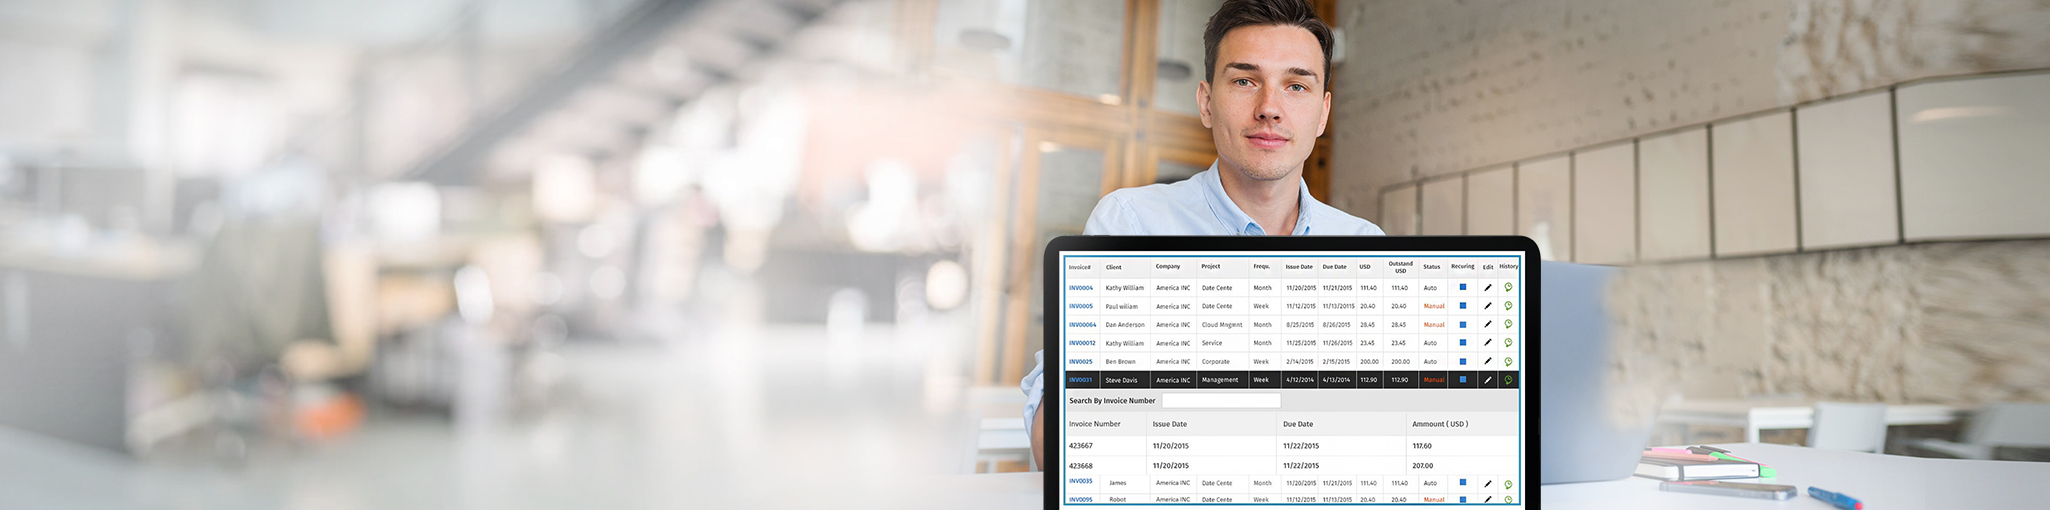 Invoice# Client Company Project Frequ. Issue Date Due Date USD Outstand USD Status Recuring Edit History
INV0004 Kathy William America INC Date Cente Month 11/20/2015 11/21/2015 111.40 111.40 Auto
INV0005 Paul wiliam America INC Date Cente Week 11/12/2015 11/13/20115 20.40 20.40 Manual
INV00064 Dan Anderson America INC Cloud Mngmnt Month 8/25/2015 8/26/2015 28.45 28.45 Manual
INV00012 Kathy William America INC Service Month 11/25/2015 11/26/2015 23.45 23.45 Auto
INV0025 Ben Brown America INC Corporate Week 2/14/2015 2/15/2015 200.00 200.00 Auto
INV0031 Steve Davis America INC Management Week 4/12/2014 4/13/2014 112.90 112.90 Manual
Search By Invoice Number
Invoice Number Issue Date Due Date Ammount ( USD )
423667 11/20/2015 11/22/2015 117.60
423668 11/20/2015 11/22/2015 207.00
INV0035 James America INC Date Cente Month 11/20/2015 11/21/2015 111.40 111.40 Auto
INV0095 Robot America INC Date Cente Week 11/12/2015 11/13/2015 20.40 20.40 Manual